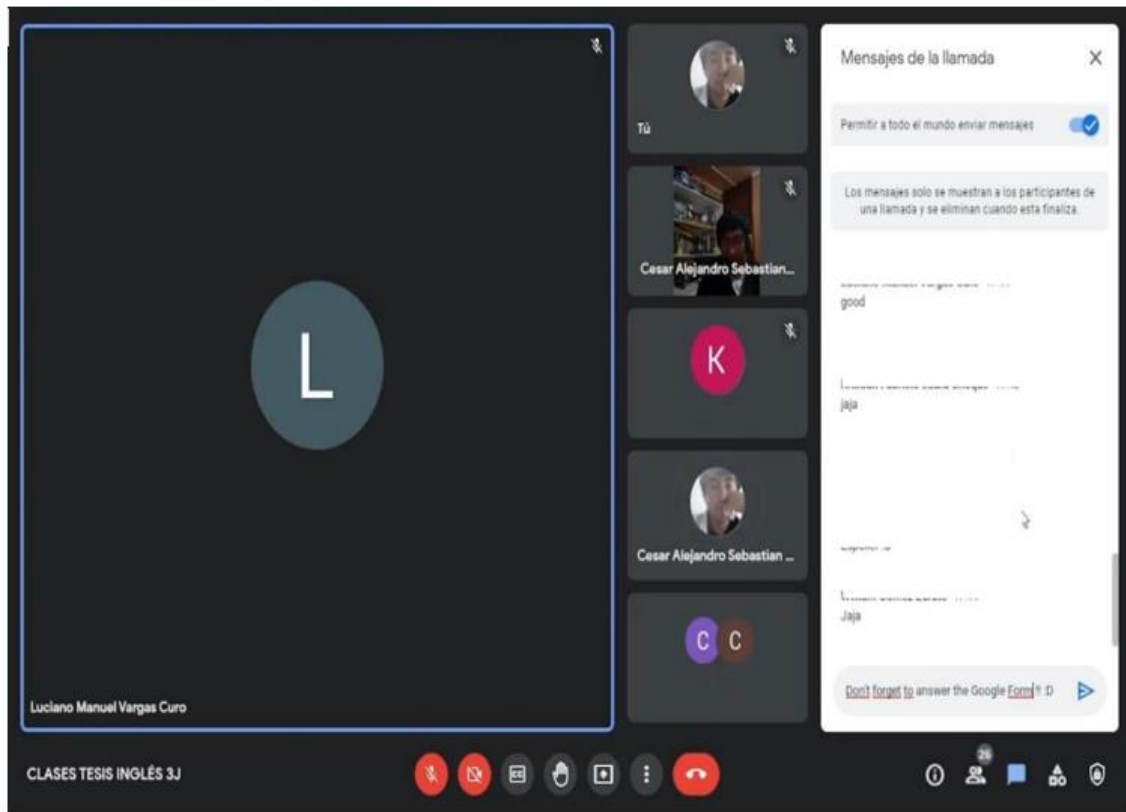 L
Luciano Manuel Vargas Curo
Tú
Cesar Alejandro Sebastian...
K
Cesar Alejandro Sebastian ...
C C
Mensajes de la llamada
Permitir a todo el mundo enviar mensajes
Los mensajes solo se muestran a los participantes de
una llamada y se eliminan cuando esta finaliza.
good
jaja
Jaja
Don't forget to answer the Google Form!! :D
CLASES TESIS INGLÉS 3J
CC
26